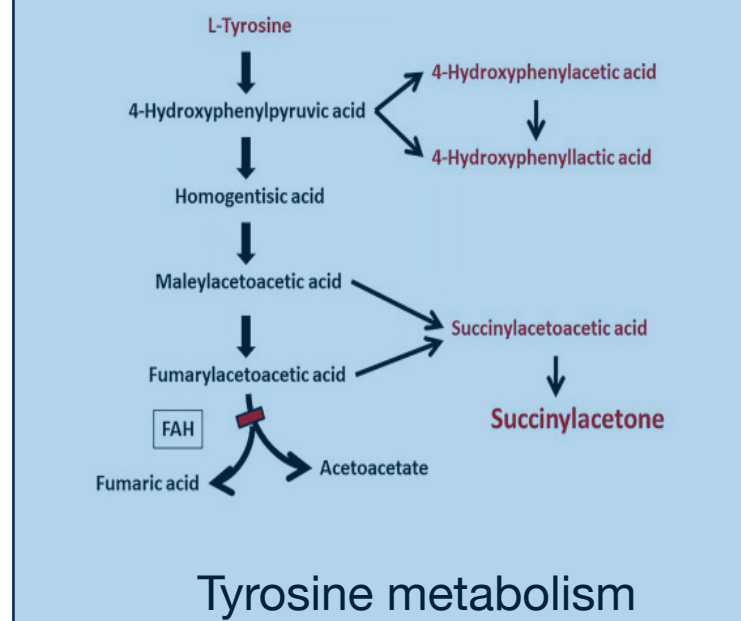 L-Tyrosine
4-Hydroxyphenylacetic acid
4-Hydroxyphenylpyruvic acid
4-Hydroxyphenyllactic acid
Homogentisic acid
Maleylacetoacetic acid
Succinylacetoacetic acid
Fumarylacetoacetic acid
Succinylacetone
FAH
Acetoacetate
Fumaric acid
Tyrosine metabolism